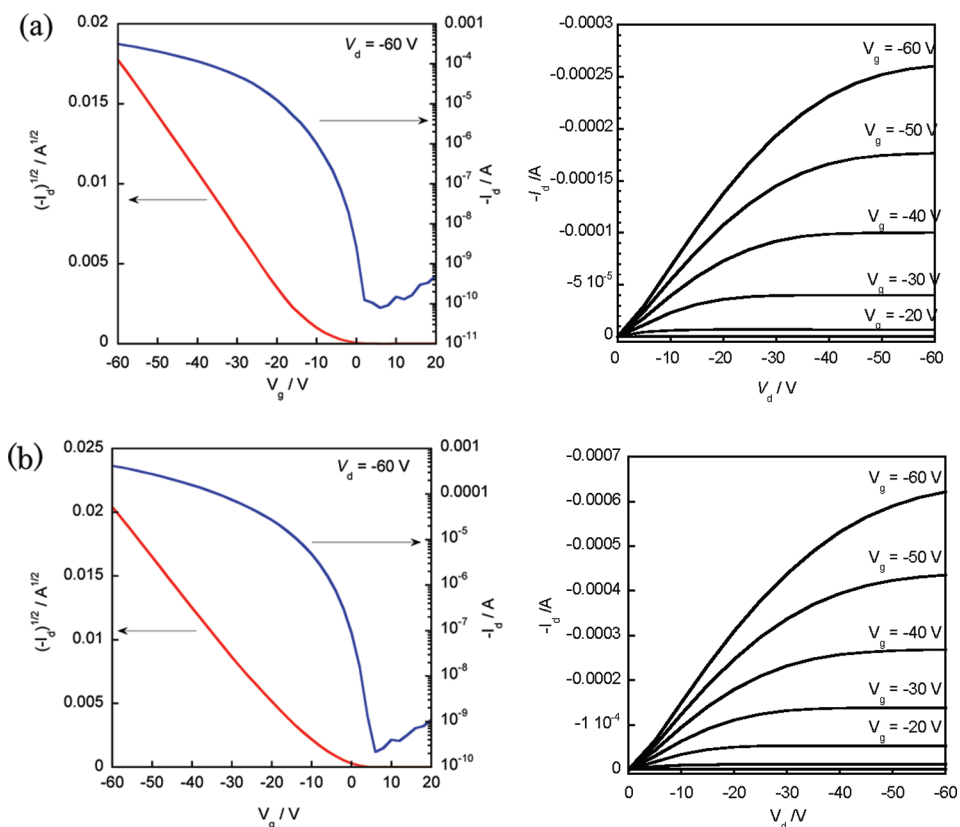 (a)
0.02
0.015
0.01
0.005
0
(-I_d)^1/2 / A^1/2
V_d = -60 V
0.001
10^-4
10^-5
10^-6
10^-7
10^-8
10^-9
10^-10
10^-11
-I_d / A
-60 -50 -40 -30 -20 -10 0 10 20
V_g / V
-0.0003
-0.00025
-0.0002
-0.00015
-0.0001
-5 10^-5
0
-I_d /A
V_g = -60 V
V_g = -50 V
V_g = -40 V
V_g = -30 V
V_g = -20 V
0 -10 -20 -30 -40 -50 -60
V_d / V
(b)
0.025
0.02
0.015
0.01
0.005
0
(-I_d)^1/2 / A^1/2
V_d = -60 V
0.001
0.0001
10^-5
10^-6
10^-7
10^-8
10^-9
10^-10
-I_d / A
-60 -50 -40 -30 -20 -10 0 10 20
V_g / V
-0.0007
-0.0006
-0.0005
-0.0004
-0.0003
-0.0002
-1 10^-4
0
-I_d /A
V_g = -60 V
V_g = -50 V
V_g = -40 V
V_g = -30 V
V_g = -20 V
0 -10 -20 -30 -40 -50 -60
V_d /V